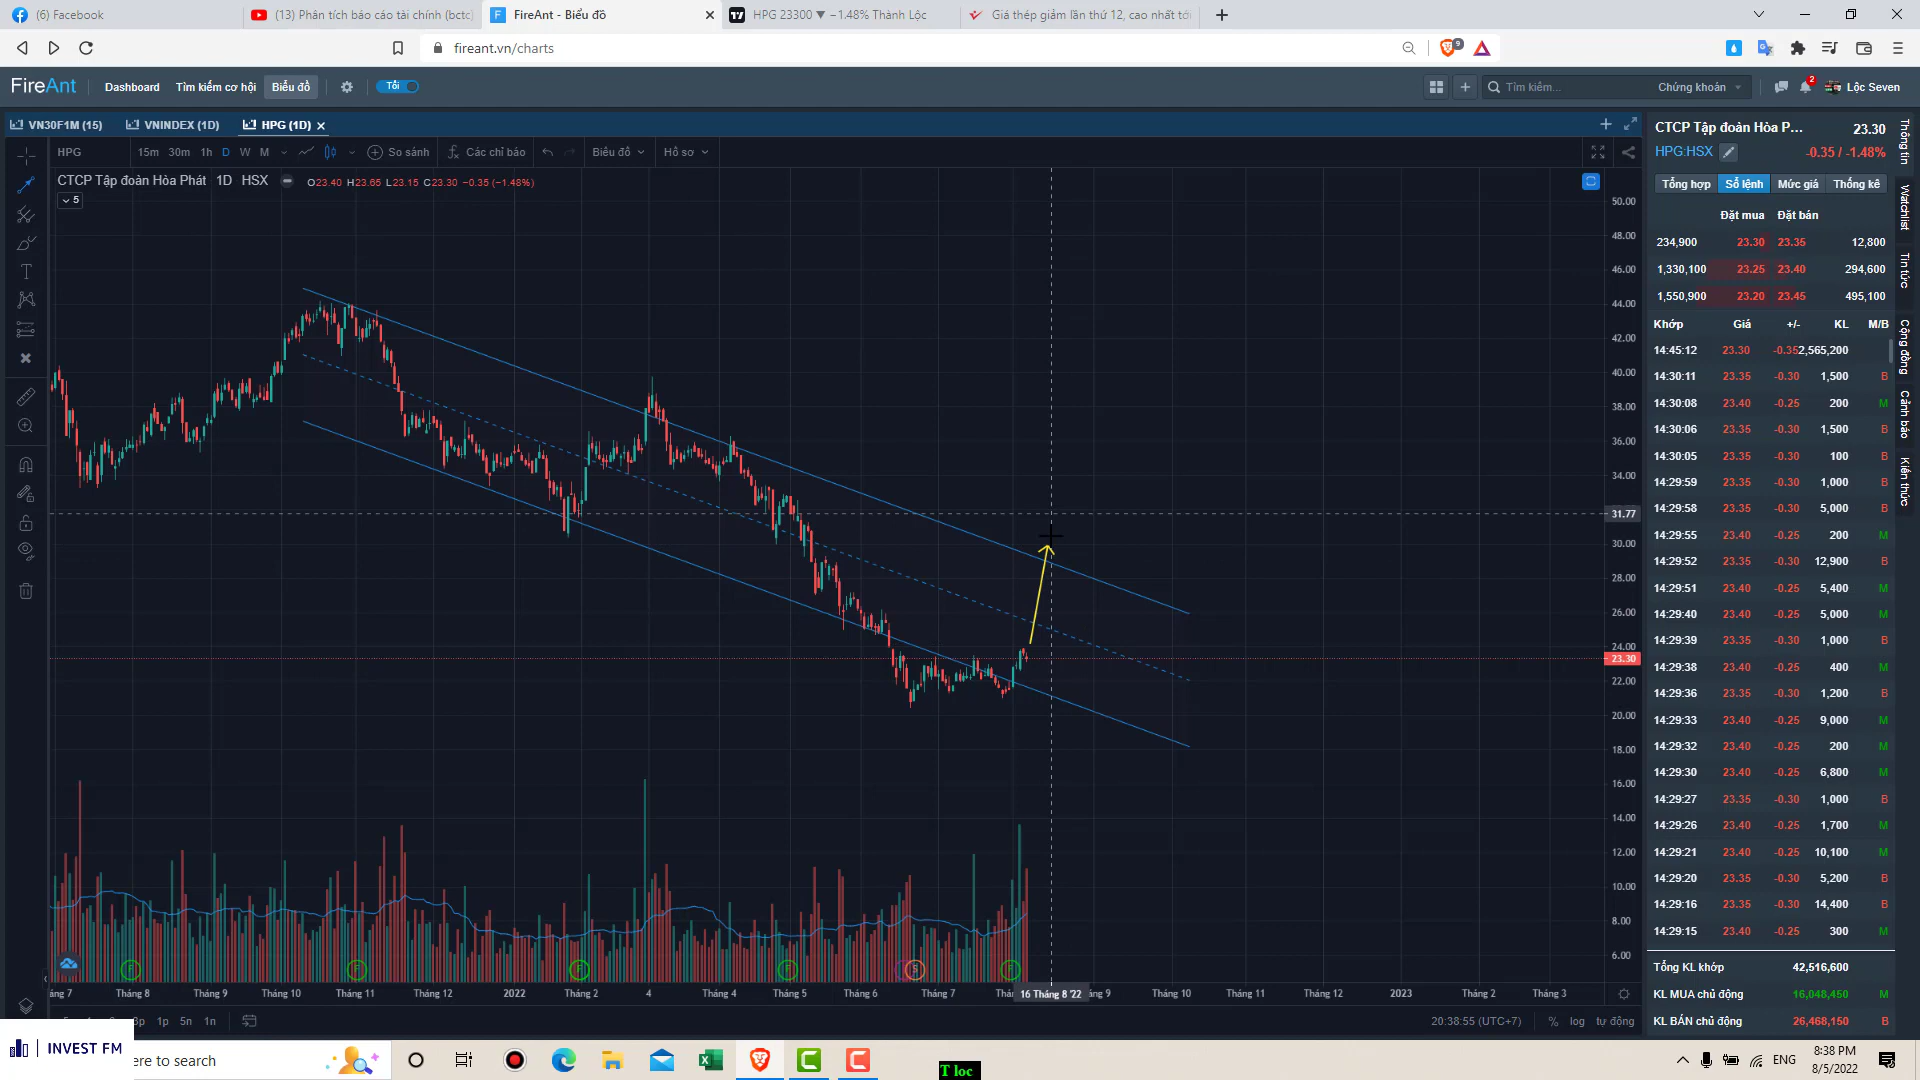 (6) Facebook
(13) Phân tích báo cáo tài chính (bctc)
FireAnt - Biểu đồ
HPG 23300 ▼ −1.48% Thành Lộc
Giá thép giảm lần thứ 12, cao nhất tới
fireant.vn/charts
9
FireAnt
Dashboard
Tìm kiếm cơ hội
Biểu đồ
Tối
Tìm kiếm...
Chứng khoán
2
Lộc Seven
VN30F1M (15)
VNINDEX (1D)
HPG (1D)
HPG
15m 30m 1h D W M
So sánh
Các chỉ báo
Biểu đồ
Hồ sơ
CTCP Tập đoàn Hòa Phát 1D HSX
O23.40 H23.65 L23.15 C23.30 −0.35 (−1.48%)
5
50.00
48.00
46.00
44.00
42.00
40.00
38.00
36.00
34.00
31.77
30.00
28.00
26.00
24.00
23.30
22.00
20.00
18.00
16.00
14.00
12.00
10.00
8.00
6.00
F F F F S F
Tháng 8 Tháng 9 Tháng 10 Tháng 11 Tháng 12 2022 Tháng 2 4 Tháng 4 Tháng 5 Tháng 6 Tháng 7 16 Tháng 8 '22 Tháng 10 Tháng 11 Tháng 12 2023 Tháng 2 Tháng 3
1p 5n 1n
20:38:55 (UTC+7)
% log tự động
CTCP Tập đoàn Hòa P... 23.30
HPG:HSX -0.35 / -1.48%
Tổng hợp Sổ lệnh Mức giá Thống kê
Đặt mua Đặt bán
234,900 23.30 23.35 12,800
1,330,100 23.25 23.40 294,600
1,550,900 23.20 23.45 495,100
Khớp Giá +/- KL M/B
14:45:12 23.30 -0.35 2,565,200
14:30:11 23.35 -0.30 1,500 B
14:30:08 23.40 -0.25 200 M
14:30:06 23.35 -0.30 1,500 B
14:30:05 23.35 -0.30 100 B
14:29:59 23.35 -0.30 1,000 B
14:29:58 23.35 -0.30 5,000 B
14:29:55 23.40 -0.25 200 M
14:29:52 23.35 -0.30 12,900 B
14:29:51 23.40 -0.25 5,400 M
14:29:40 23.40 -0.25 5,000 M
14:29:39 23.35 -0.30 1,000 B
14:29:38 23.40 -0.25 400 M
14:29:36 23.35 -0.30 1,200 B
14:29:33 23.40 -0.25 9,000 M
14:29:32 23.40 -0.25 200 M
14:29:30 23.40 -0.25 6,800 M
14:29:27 23.35 -0.30 1,000 B
14:29:26 23.40 -0.25 1,700 M
14:29:21 23.40 -0.25 10,100 M
14:29:20 23.35 -0.30 5,200 B
14:29:16 23.35 -0.30 14,400 B
14:29:15 23.40 -0.25 300 M
Tổng KL khớp 42,516,600
KL MUA chủ động 16,048,450 M
KL BÁN chủ động 26,468,150 B
Thông tin
Watchlist
Tin tức
Cộng đồng
Cảnh báo
Kiến thức
INVEST FM
ere to search
T loc
ENG
8:38 PM
8/5/2022